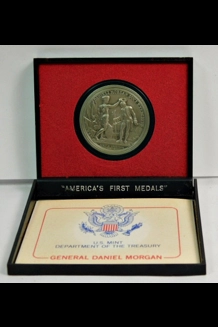 "AMERICA'S FIRST MEDALS"
U.S. MINT
DEPARTMENT OF THE TREASURY
GENERAL DANIEL MORGAN